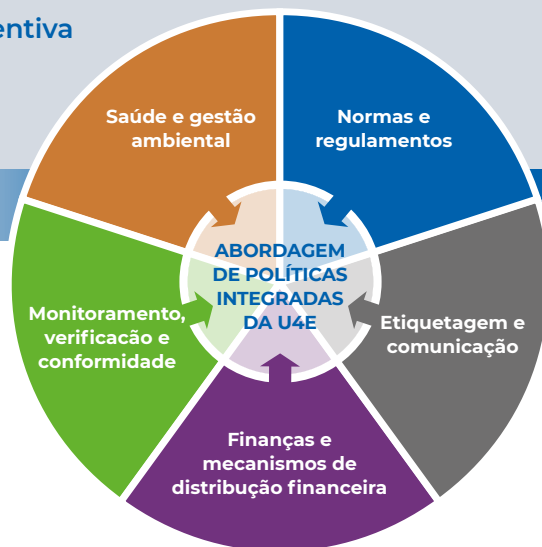 entiva
Saúde e gestão
ambiental
Normas e
regulamentos
ABORDAGEM
DE POLÍTICAS
INTEGRADAS
DA U4E
Monitoramento,
verificacão e
conformidade
Etiquetagem e
comunicação
Finanças e
mecanismos de
distribução financeira